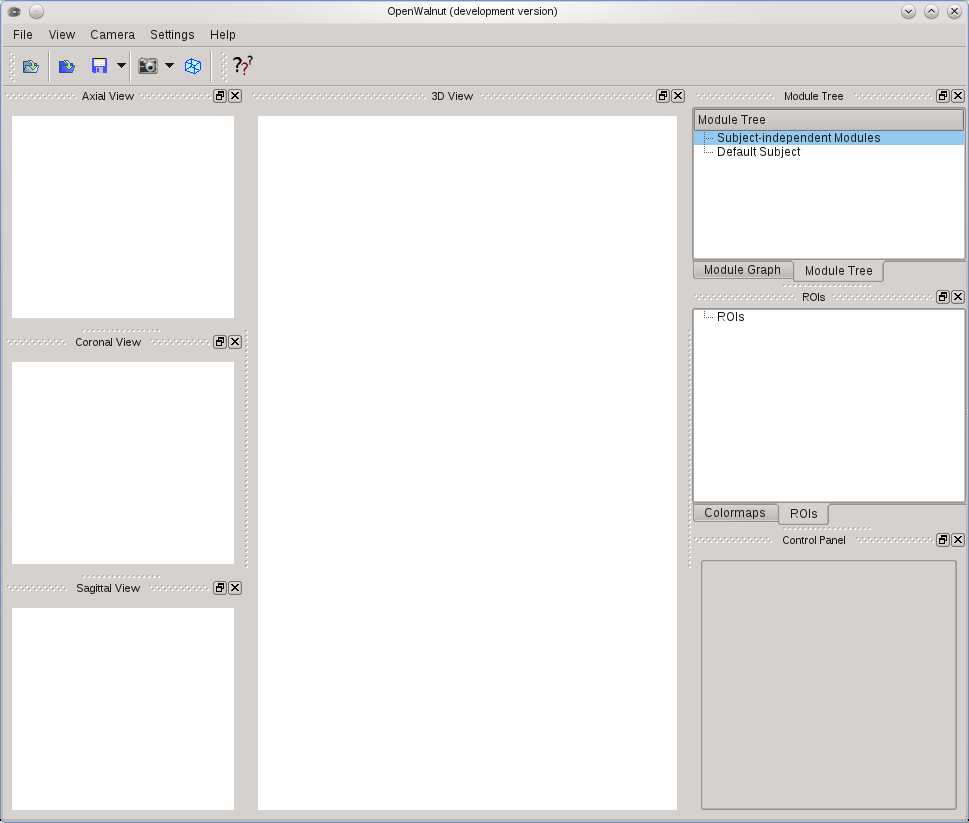 OpenWalnut (development version)
File View Camera Settings Help
???
Axial View
3D View
Module Tree
Module Tree
Subject-independent Modules
Default Subject
Module Graph
Module Tree
ROIs
ROIs
Coronal View
Colormaps
ROIs
Control Panel
Sagittal View